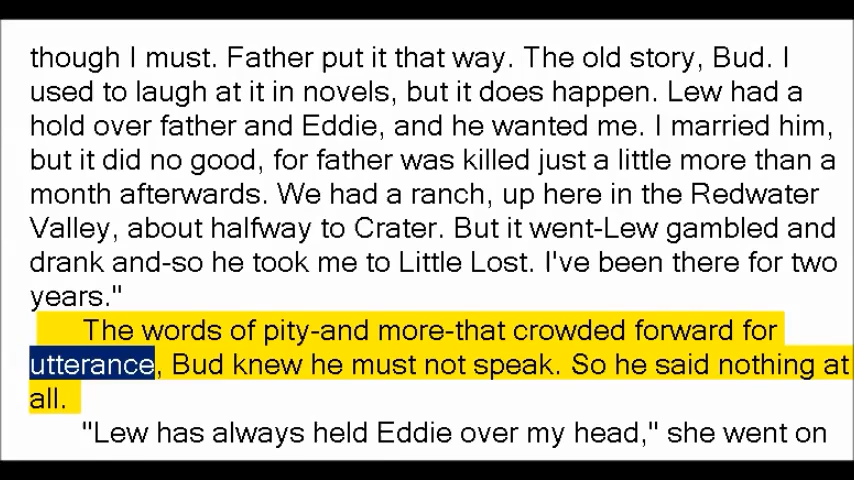 though I must. Father put it that way. The old story, Bud. I
used to laugh at it in novels, but it does happen. Lew had a
hold over father and Eddie, and he wanted me. I married him,
but it did no good, for father was killed just a little more than a
month afterwards. We had a ranch, up here in the Redwater
Valley, about halfway to Crater. But it went-Lew gambled and
drank and-so he took me to Little Lost. I've been there for two
years."
The words of pity-and more-that crowded forward for
utterance, Bud knew he must not speak. So he said nothing at
all.
"Lew has always held Eddie over my head," she went on